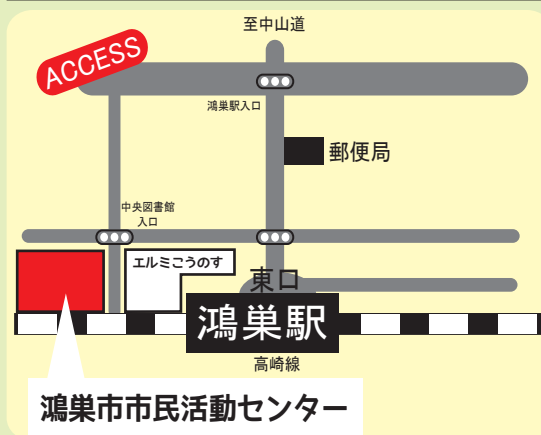 至中山道
ACCESS
鴻巣駅入口
郵便局
中央図書館
入口
エルミこうのす
東口
鴻巣駅
高崎線
鴻巣市市民活動センター